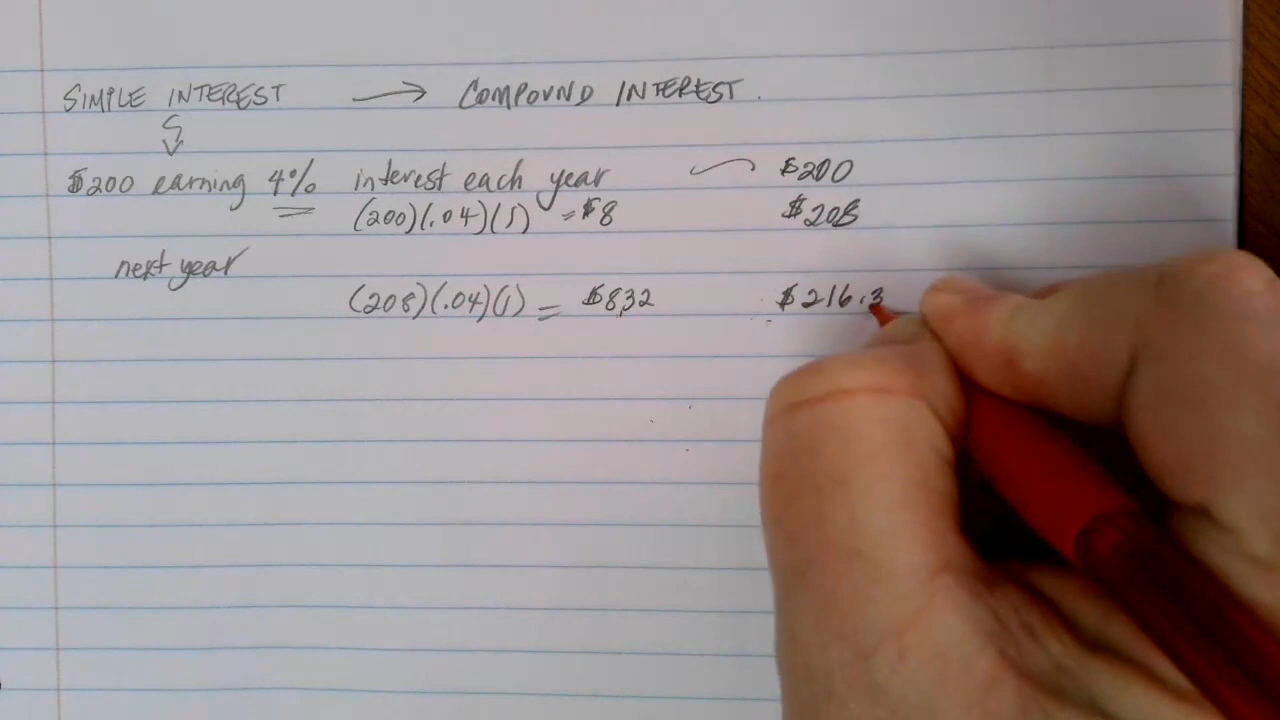 SIMPLE INTEREST → COMPOUND INTEREST.
$200 earning 4% interest each year $200
(200)(.04)(1) = $8 $208
next year
(208)(.04)(1) = $8.32 $216.3